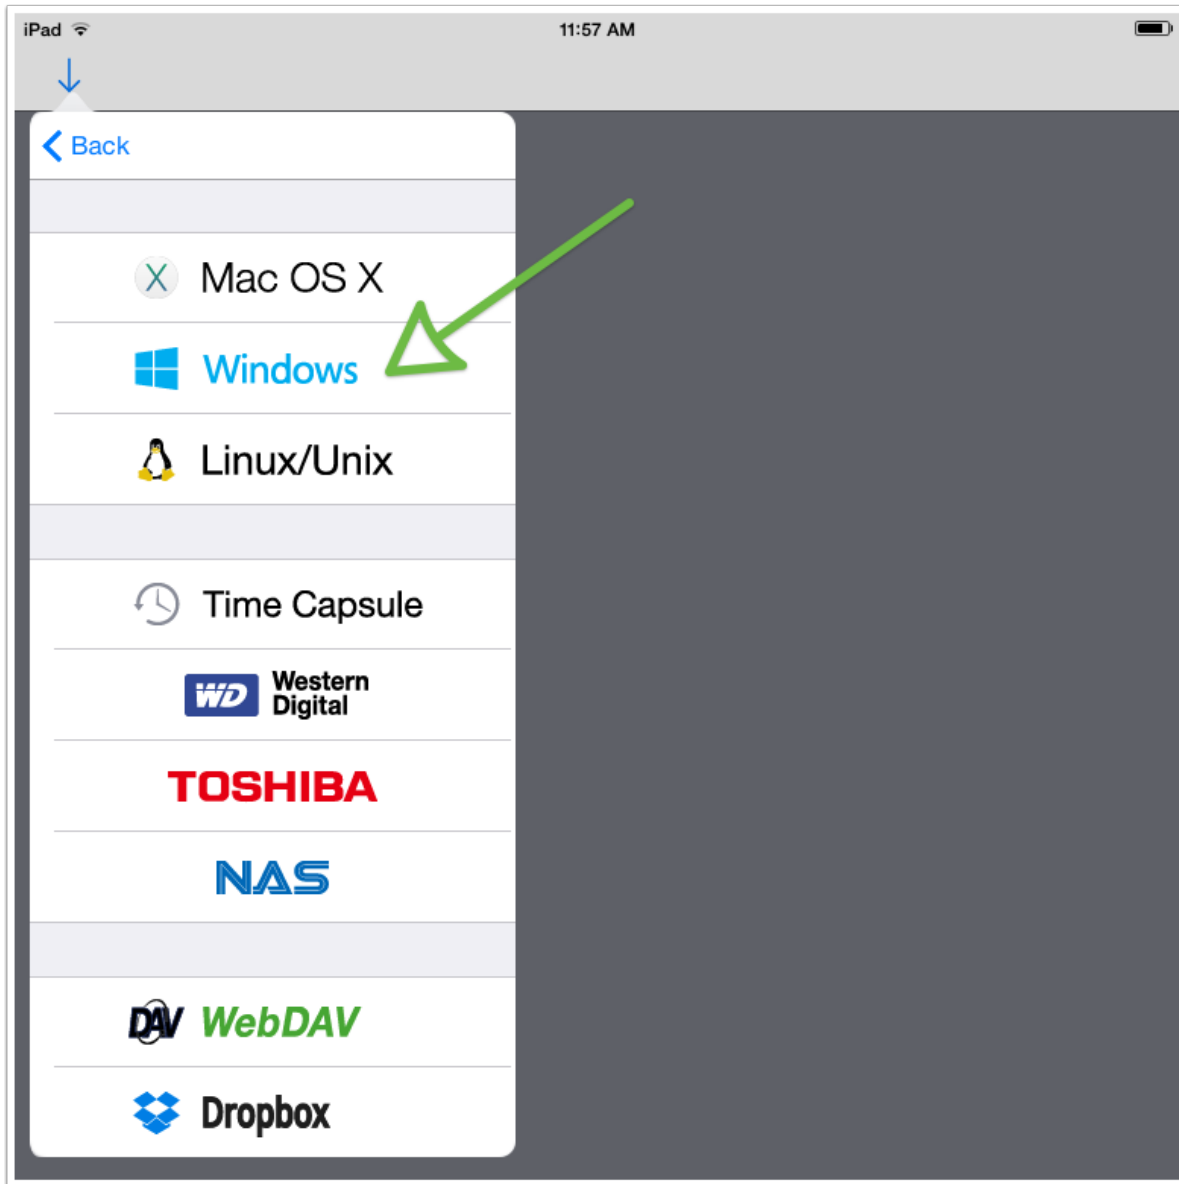 iPad 11:57 AM
Back
X Mac OS X
Windows
Linux/Unix
Time Capsule
WD Western
Digital
TOSHIBA
NAS
DAV WebDAV
Dropbox